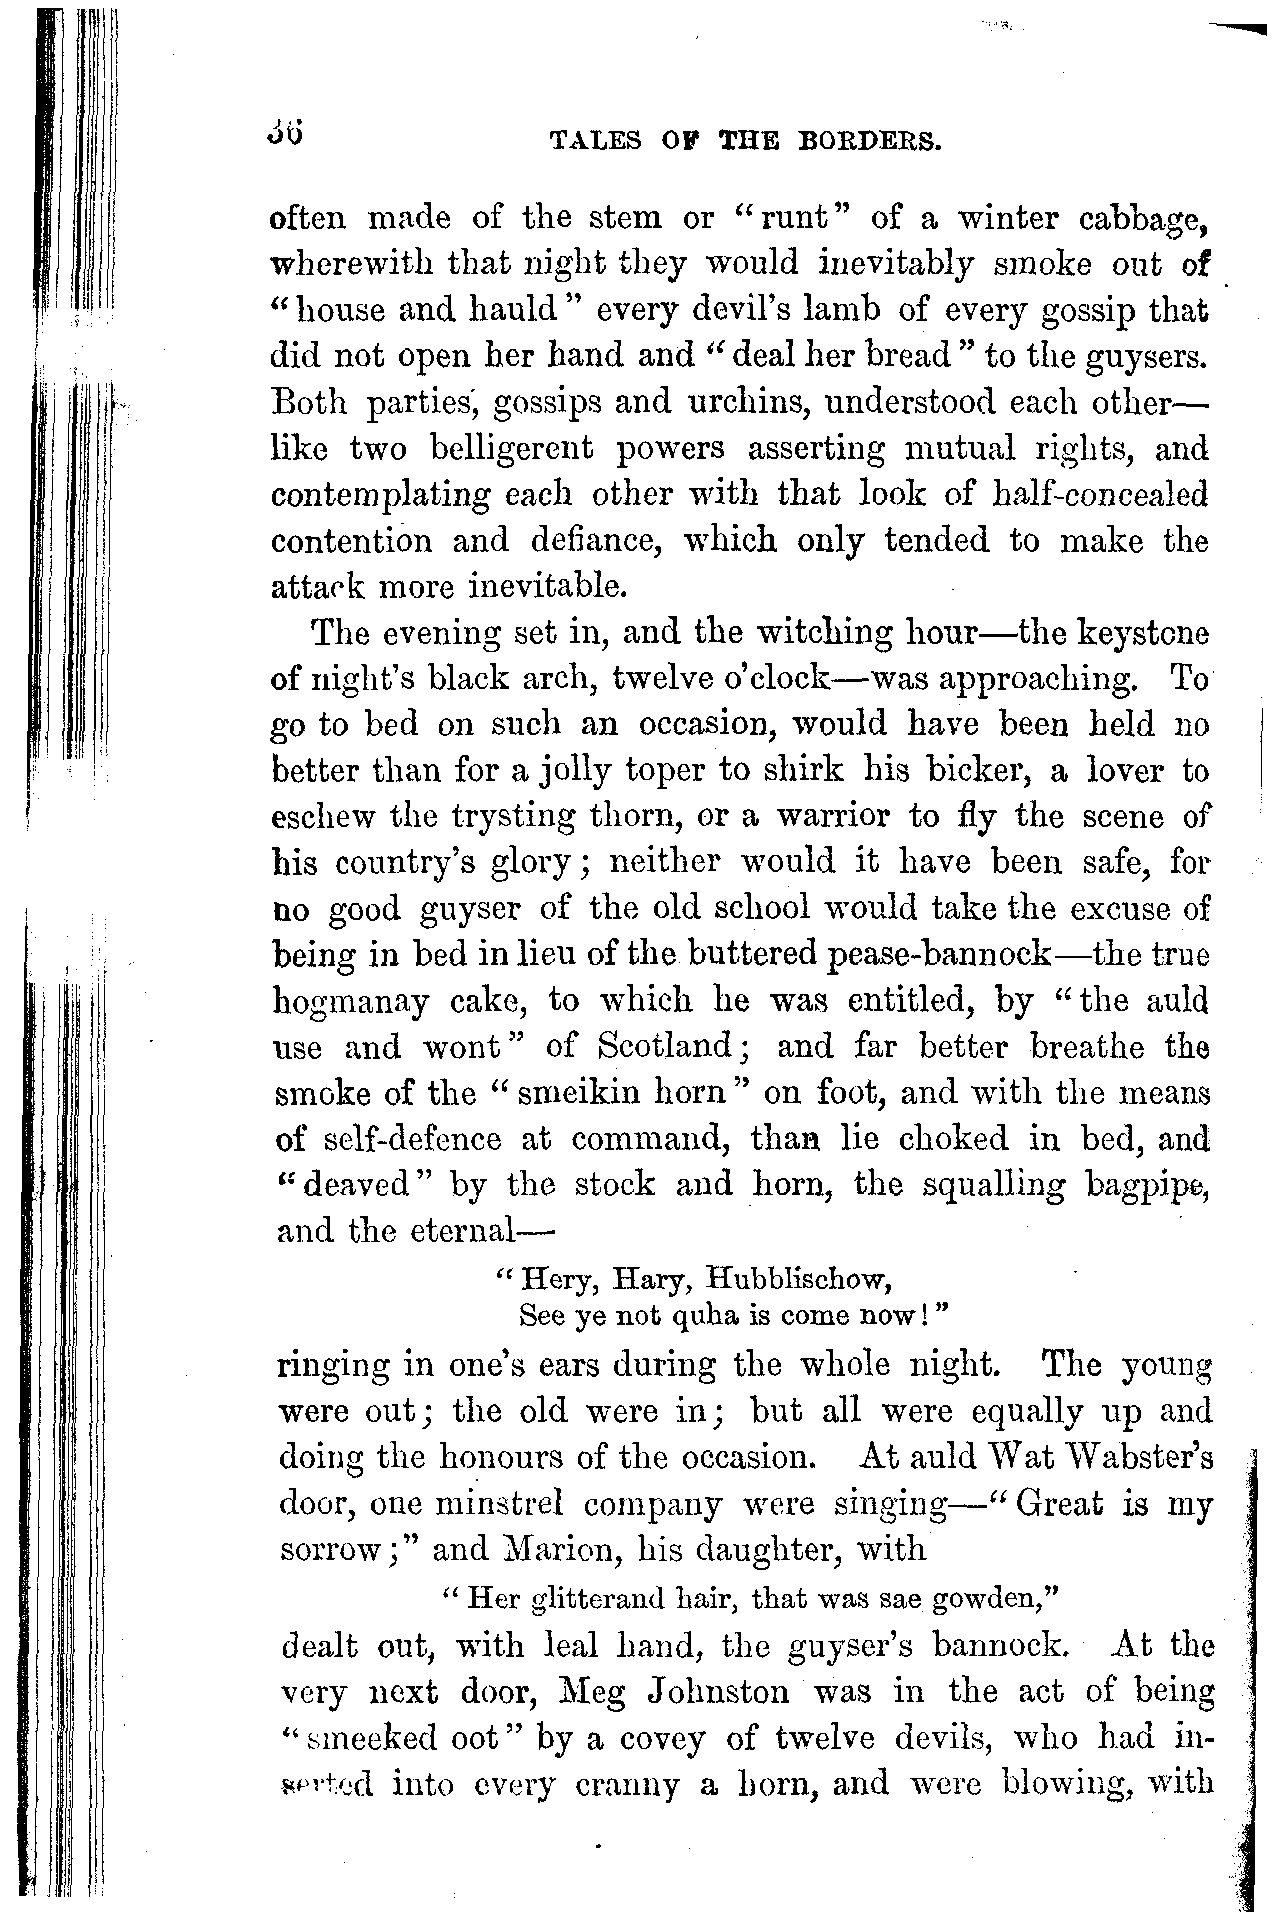 36 TALES OF THE BORDERS.
often made of the stem or "runt" of a winter cabbage,
wherewith that night they would inevitably smoke out of
"house and hauld" every devil's lamb of every gossip that
did not open her hand and "deal her bread" to the guysers.
Both parties, gossips and urchins, understood each other—
like two belligerent powers asserting mutual rights, and
contemplating each other with that look of half-concealed
contention and defiance, which only tended to make the
attack more inevitable.
The evening set in, and the witching hour—the keystone
of night's black arch, twelve o'clock—was approaching. To
go to bed on such an occasion, would have been held no
better than for a jolly toper to shirk his bicker, a lover to
eschew the trysting thorn, or a warrior to fly the scene of
his country's glory; neither would it have been safe, for
no good guyser of the old school would take the excuse of
being in bed in lieu of the buttered pease-bannock—the true
hogmanay cake, to which he was entitled, by "the auld
use and wont" of Scotland; and far better breathe the
smoke of the "smeikin horn" on foot, and with the means
of self-defence at command, than lie choked in bed, and
"deaved" by the stock and horn, the squalling bagpipe,
and the eternal—
"Hery, Hary, Hubblischow,
See ye not quha is come now!"
ringing in one's ears during the whole night. The young
were out; the old were in; but all were equally up and
doing the honours of the occasion. At auld Wat Wabster's
door, one minstrel company were singing—"Great is my
sorrow;" and Marion, his daughter, with
"Her glitterand hair, that was sae gowden,"
dealt out, with leal hand, the guyser's bannock. At the
very next door, Meg Johnston was in the act of being
"smeeked oot" by a covey of twelve devils, who had in-
serted into every cranny a horn, and were blowing, with